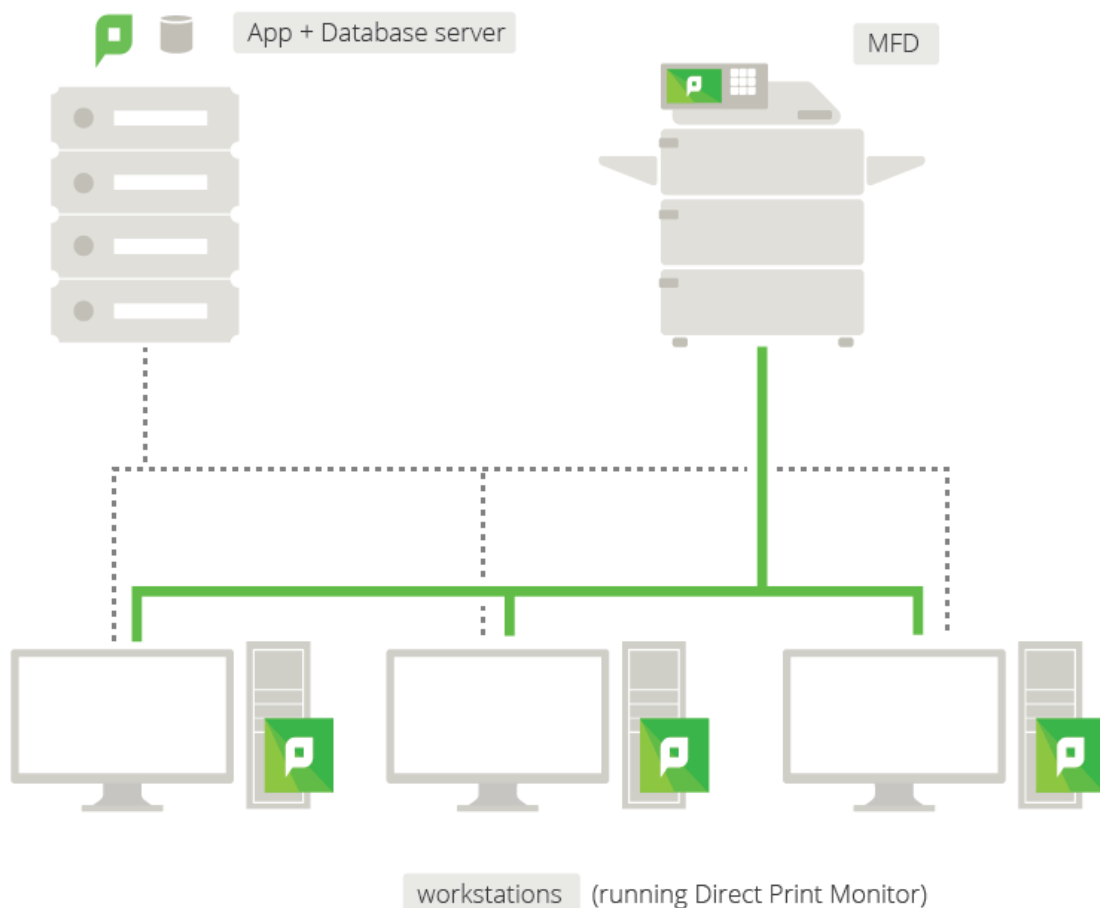 App + Database server
MFD
workstations (running Direct Print Monitor)